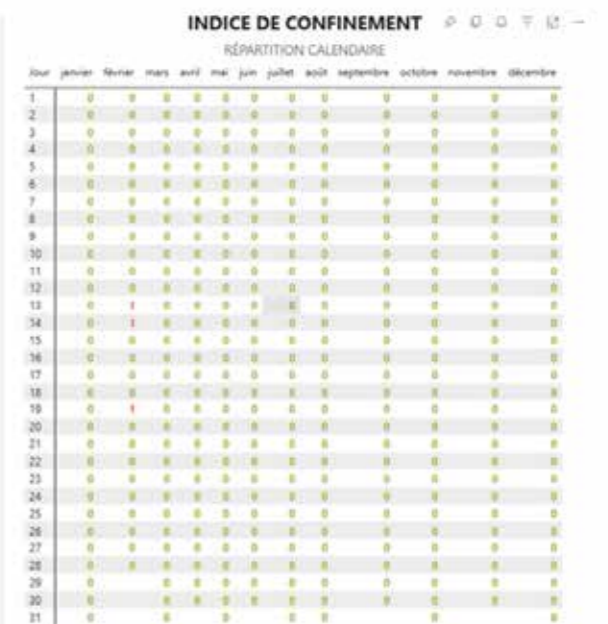 INDICE DE CONFINEMENT
RÉPARTITION CALENDAIRE
Jour janvier février mars avril mai juin juillet août septembre octobre novembre décembre
1 0 0 0 0 0 0 0 0 0 0 0 0
2 0 0 0 0 0 0 0 0 0 0 0 0
3 0 0 0 0 0 0 0 0 0 0 0 0
4 0 0 0 0 0 0 0 0 0 0 0 0
5 0 0 0 0 0 0 0 0 0 0 0 0
6 0 0 0 0 0 0 0 0 0 0 0 0
7 0 0 0 0 0 0 0 0 0 0 0 0
8 0 0 0 0 0 0 0 0 0 0 0 0
9 0 0 0 0 0 0 0 0 0 0 0 0
10 0 0 0 0 0 0 0 0 0 0 0 0
11 0 0 0 0 0 0 0 0 0 0 0 0
12 0 0 0 0 0 0 0 0 0 0 0 0
13 0 1 0 0 0 0 0 0 0 0 0 0
14 0 1 0 0 0 0 0 0 0 0 0 0
15 0 0 0 0 0 0 0 0 0 0 0 0
16 0 0 0 0 0 0 0 0 0 0 0 0
17 0 0 0 0 0 0 0 0 0 0 0 0
18 0 0 0 0 0 0 0 0 0 0 0 0
19 0 1 0 0 0 0 0 0 0 0 0 0
20 0 0 0 0 0 0 0 0 0 0 0 0
21 0 0 0 0 0 0 0 0 0 0 0 0
22 0 0 0 0 0 0 0 0 0 0 0 0
23 0 0 0 0 0 0 0 0 0 0 0 0
24 0 0 0 0 0 0 0 0 0 0 0 0
25 0 0 0 0 0 0 0 0 0 0 0 0
26 0 0 0 0 0 0 0 0 0 0 0 0
27 0 0 0 0 0 0 0 0 0 0 0 0
28 0 0 0 0 0 0 0 0 0 0 0 0
29 0 0 0 0 0 0 0 0 0 0 0
30 0 0 0 0 0 0 0 0 0 0 0
31 0 0 0 0 0 0 0